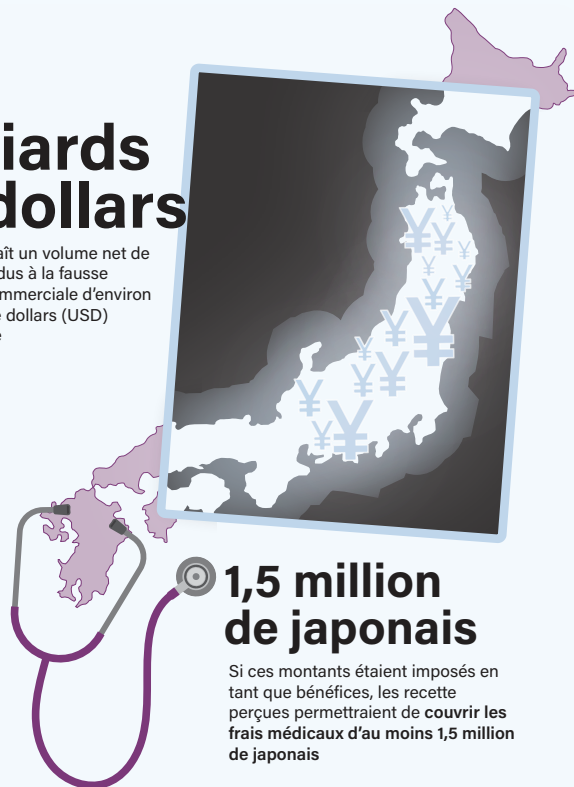 iards
dollars
aît un volume net de
dus à la fausse
mmerciale d'environ
e dollars (USD)
e
1,5 million
de japonais
Si ces montants étaient imposés en
tant que bénéfices, les recette
perçues permettraient de couvrir les
frais médicaux d'au moins 1,5 million
de japonais